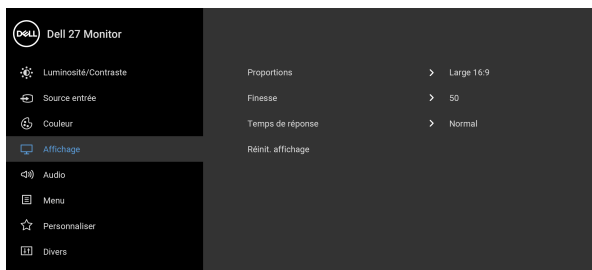 DELL Dell 27 Monitor
Luminosité/Contraste
Proportions > Large 16:9
Source entrée
Finesse > 50
Couleur
Temps de réponse > Normal
Affichage
Réinit. affichage
Audio
Menu
Personnaliser
Divers